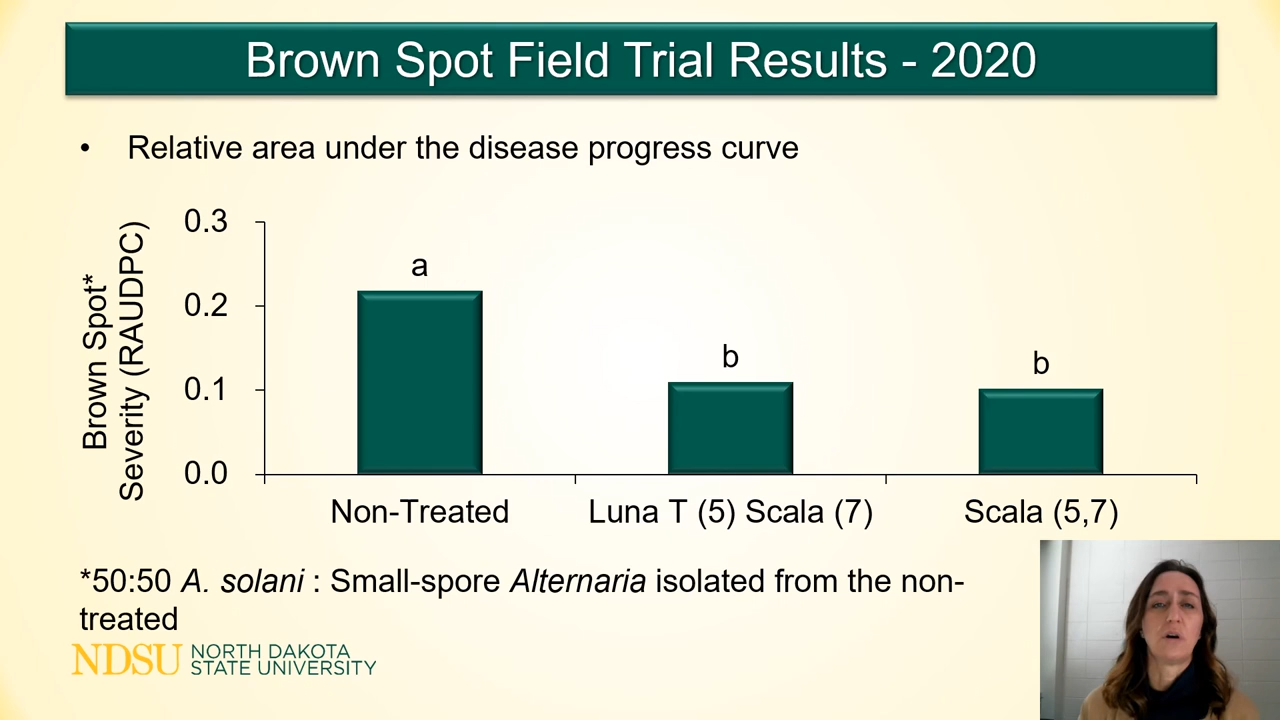 Brown Spot Field Trial Results - 2020
• Relative area under the disease progress curve
Brown Spot*
Severity (RAUDPC)
0.3
0.2
0.1
0.0
a
b
b
Non-Treated
Luna T (5) Scala (7)
Scala (5,7)
*50:50 A. solani : Small-spore Alternaria isolated from the non-
treated
NDSU NORTH DAKOTA
STATE UNIVERSITY